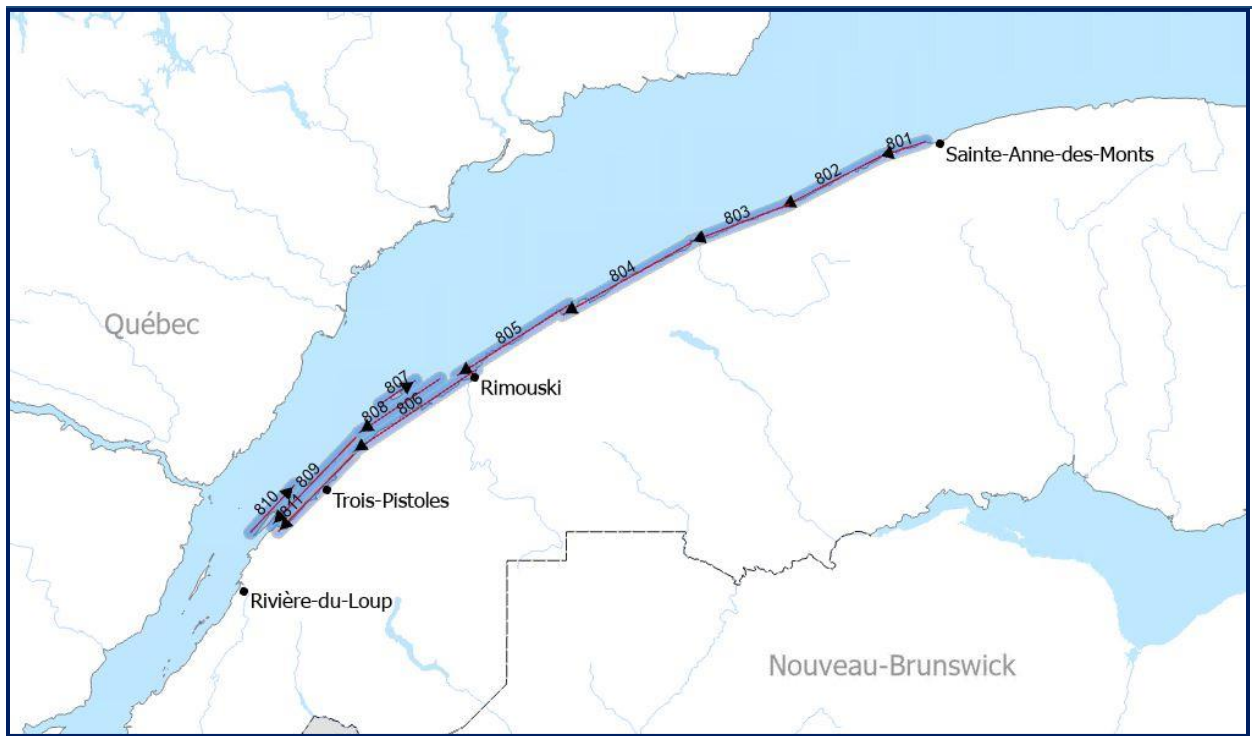 801
Sainte-Anne-des-Monts
802
803
804
Québec
805
807
Rimouski
808
806
809
810
811
Trois-Pistoles
Rivière-du-Loup
Nouveau-Brunswick